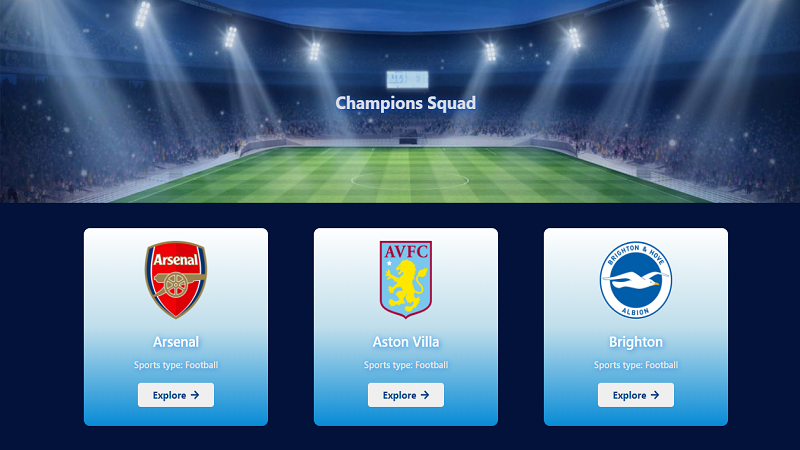 Champions Squad
Arsenal
AVFC
BRIGHTON & HOVE
ALBION
Arsenal
Aston Villa
Brighton
Sports type: Football
Sports type: Football
Sports type: Football
Explore →
Explore →
Explore →